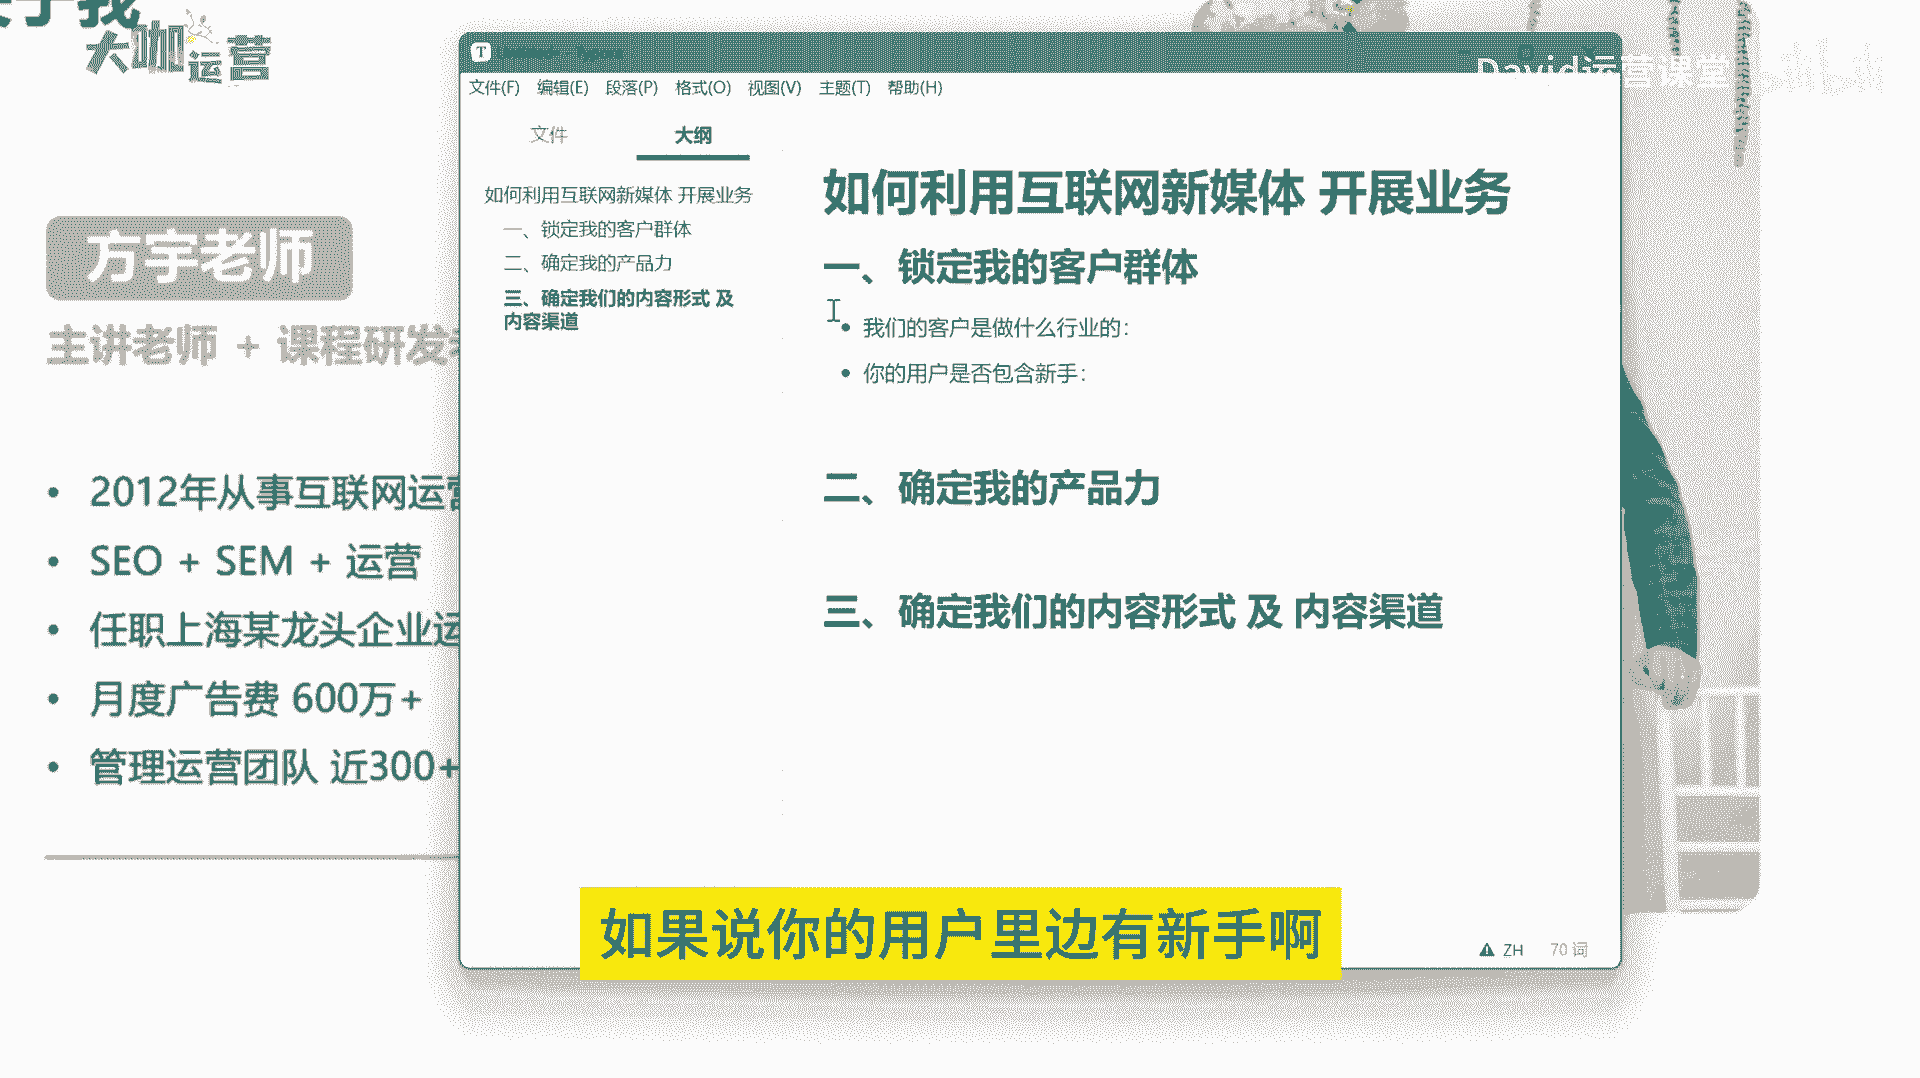 大咖运营
方宇老师
主讲老师 + 课程研发
2012年从事互联网运营
SEO + SEM + 运营
任职上海某龙头企业运
月度广告费 600万+
管理运营团队 近300+
David运营课堂
文件(F) 编辑(E) 段落(P) 格式(O) 视图(V) 主题(T) 帮助(H)
文件 大纲
如何利用互联网新媒体 开展业务
一、锁定我的客户群体
二、确定我的产品力
三、确定我们的内容形式 及
内容渠道
如何利用互联网新媒体 开展业务
一、锁定我的客户群体
我们的客户是做什么行业的：
你的用户是否包含新手：
二、确定我的产品力
三、确定我们的内容形式 及 内容渠道
ZH 70 词
如果说你的用户里边有新手啊